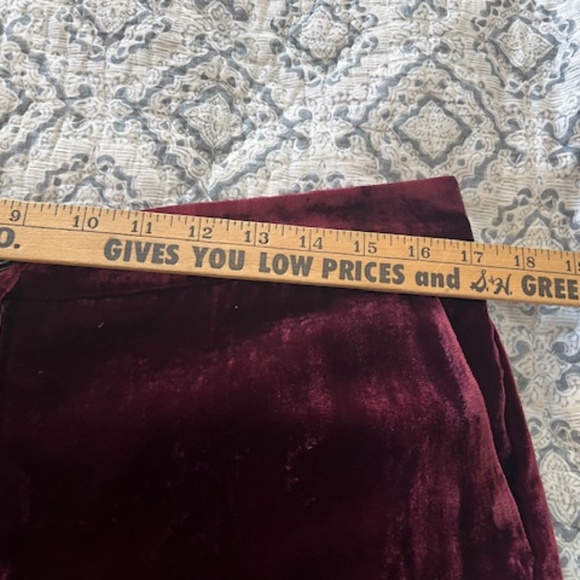 9 10 11 12 13 14 15 16 17 18
O. GIVES YOU LOW PRICES and S.&H. GREE